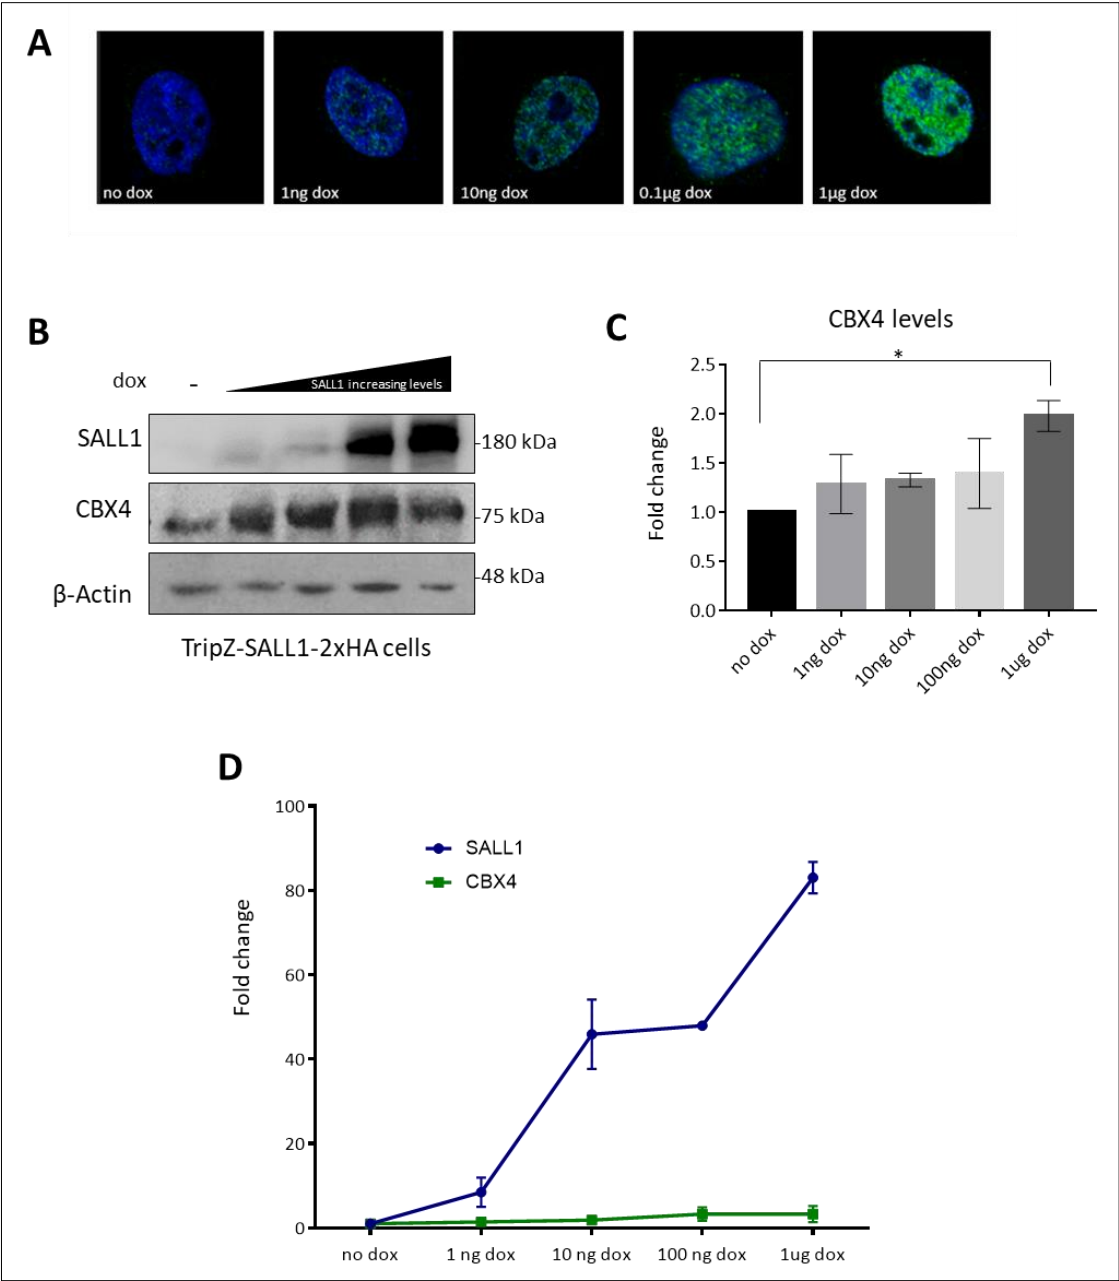 A
no dox
1ng dox
10ng dox
0.1µg dox
1µg dox
B
dox
-
SALL1 increasing levels
SALL1
-180 kDa
CBX4
-75 kDa
β-Actin
-48 kDa
TripZ-SALL1-2xHA cells
C
CBX4 levels
*
Fold change
2.5
2.0
1.5
1.0
0.5
0.0
no dox
1ng dox
10ng dox
100ng dox
1ug dox
D
Fold change
100
80
60
40
20
0
SALL1
CBX4
no dox
1 ng dox
10 ng dox
100 ng dox
1ug dox